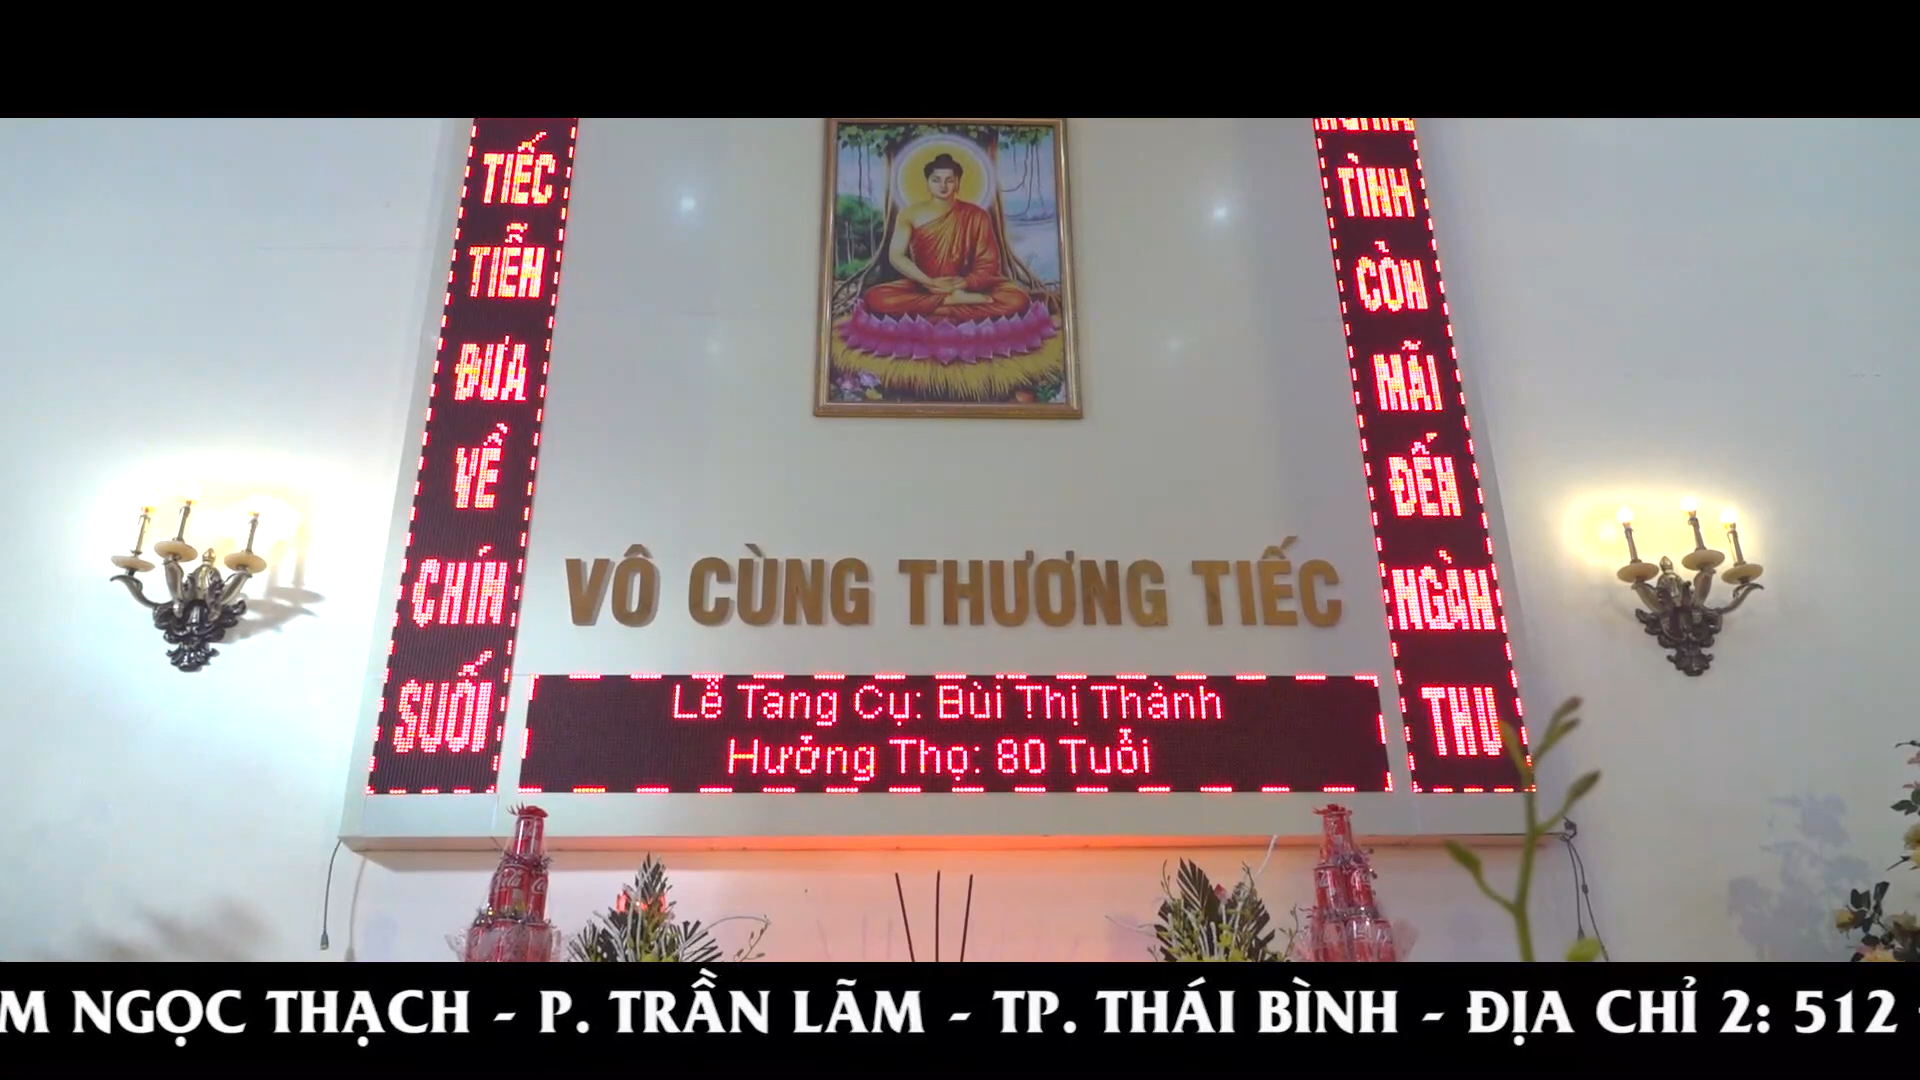 TIẾC
TIỄN
ĐƯA
VỀ
CHÍN
SUỐI
TÌNH
CÒN
MÃI
ĐẾN
NGÀN
THU
VÔ CÙNG THƯƠNG TIẾC
Lễ Tang Cụ: Bùi Thị Thành
Hưởng Thọ: 80 Tuổi
M NGỌC THẠCH - P. TRẦN LÃM - TP. THÁI BÌNH - ĐỊA CHỈ 2: 512